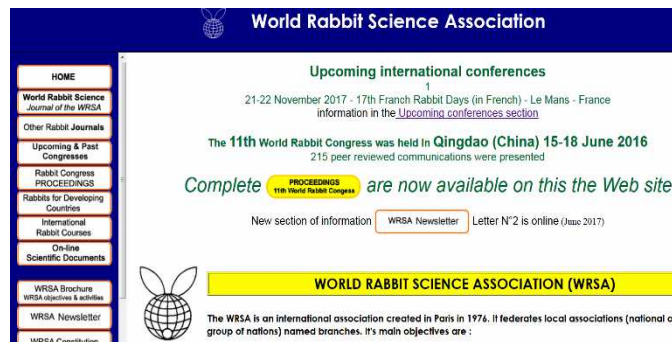 World Rabbit Science Association
HOME
World Rabbit Science
Journal of the WRSA
Other Rabbit Journals
Upcoming & Past
Congresses
Rabbit Congress
PROCEEDINGS
Rabbits for Developing
Countries
International
Rabbit Courses
On-line
Scientific Documents
WRSA Brochure
WRSA objectives & activities
WRSA Newsletter
WRSA Constitution
Upcoming international conferences
1
21-22 November 2017 - 17th Franch Rabbit Days (in French) - Le Mans - France
information in the Upcoming conferences section
The 11th World Rabbit Congress was held In Qingdao (China) 15-18 June 2016
215 peer reviewed communications were presented
Complete PROCEEDINGS 11th World Rabbit Congess are now available on this the Web site
New section of information WRSA Newsletter Letter N°2 is online (June 2017)
WORLD RABBIT SCIENCE ASSOCIATION (WRSA)
The WRSA is an international association created in Paris in 1976. It federates local associations (national o
group of nations) named branches. It's main objectives are :